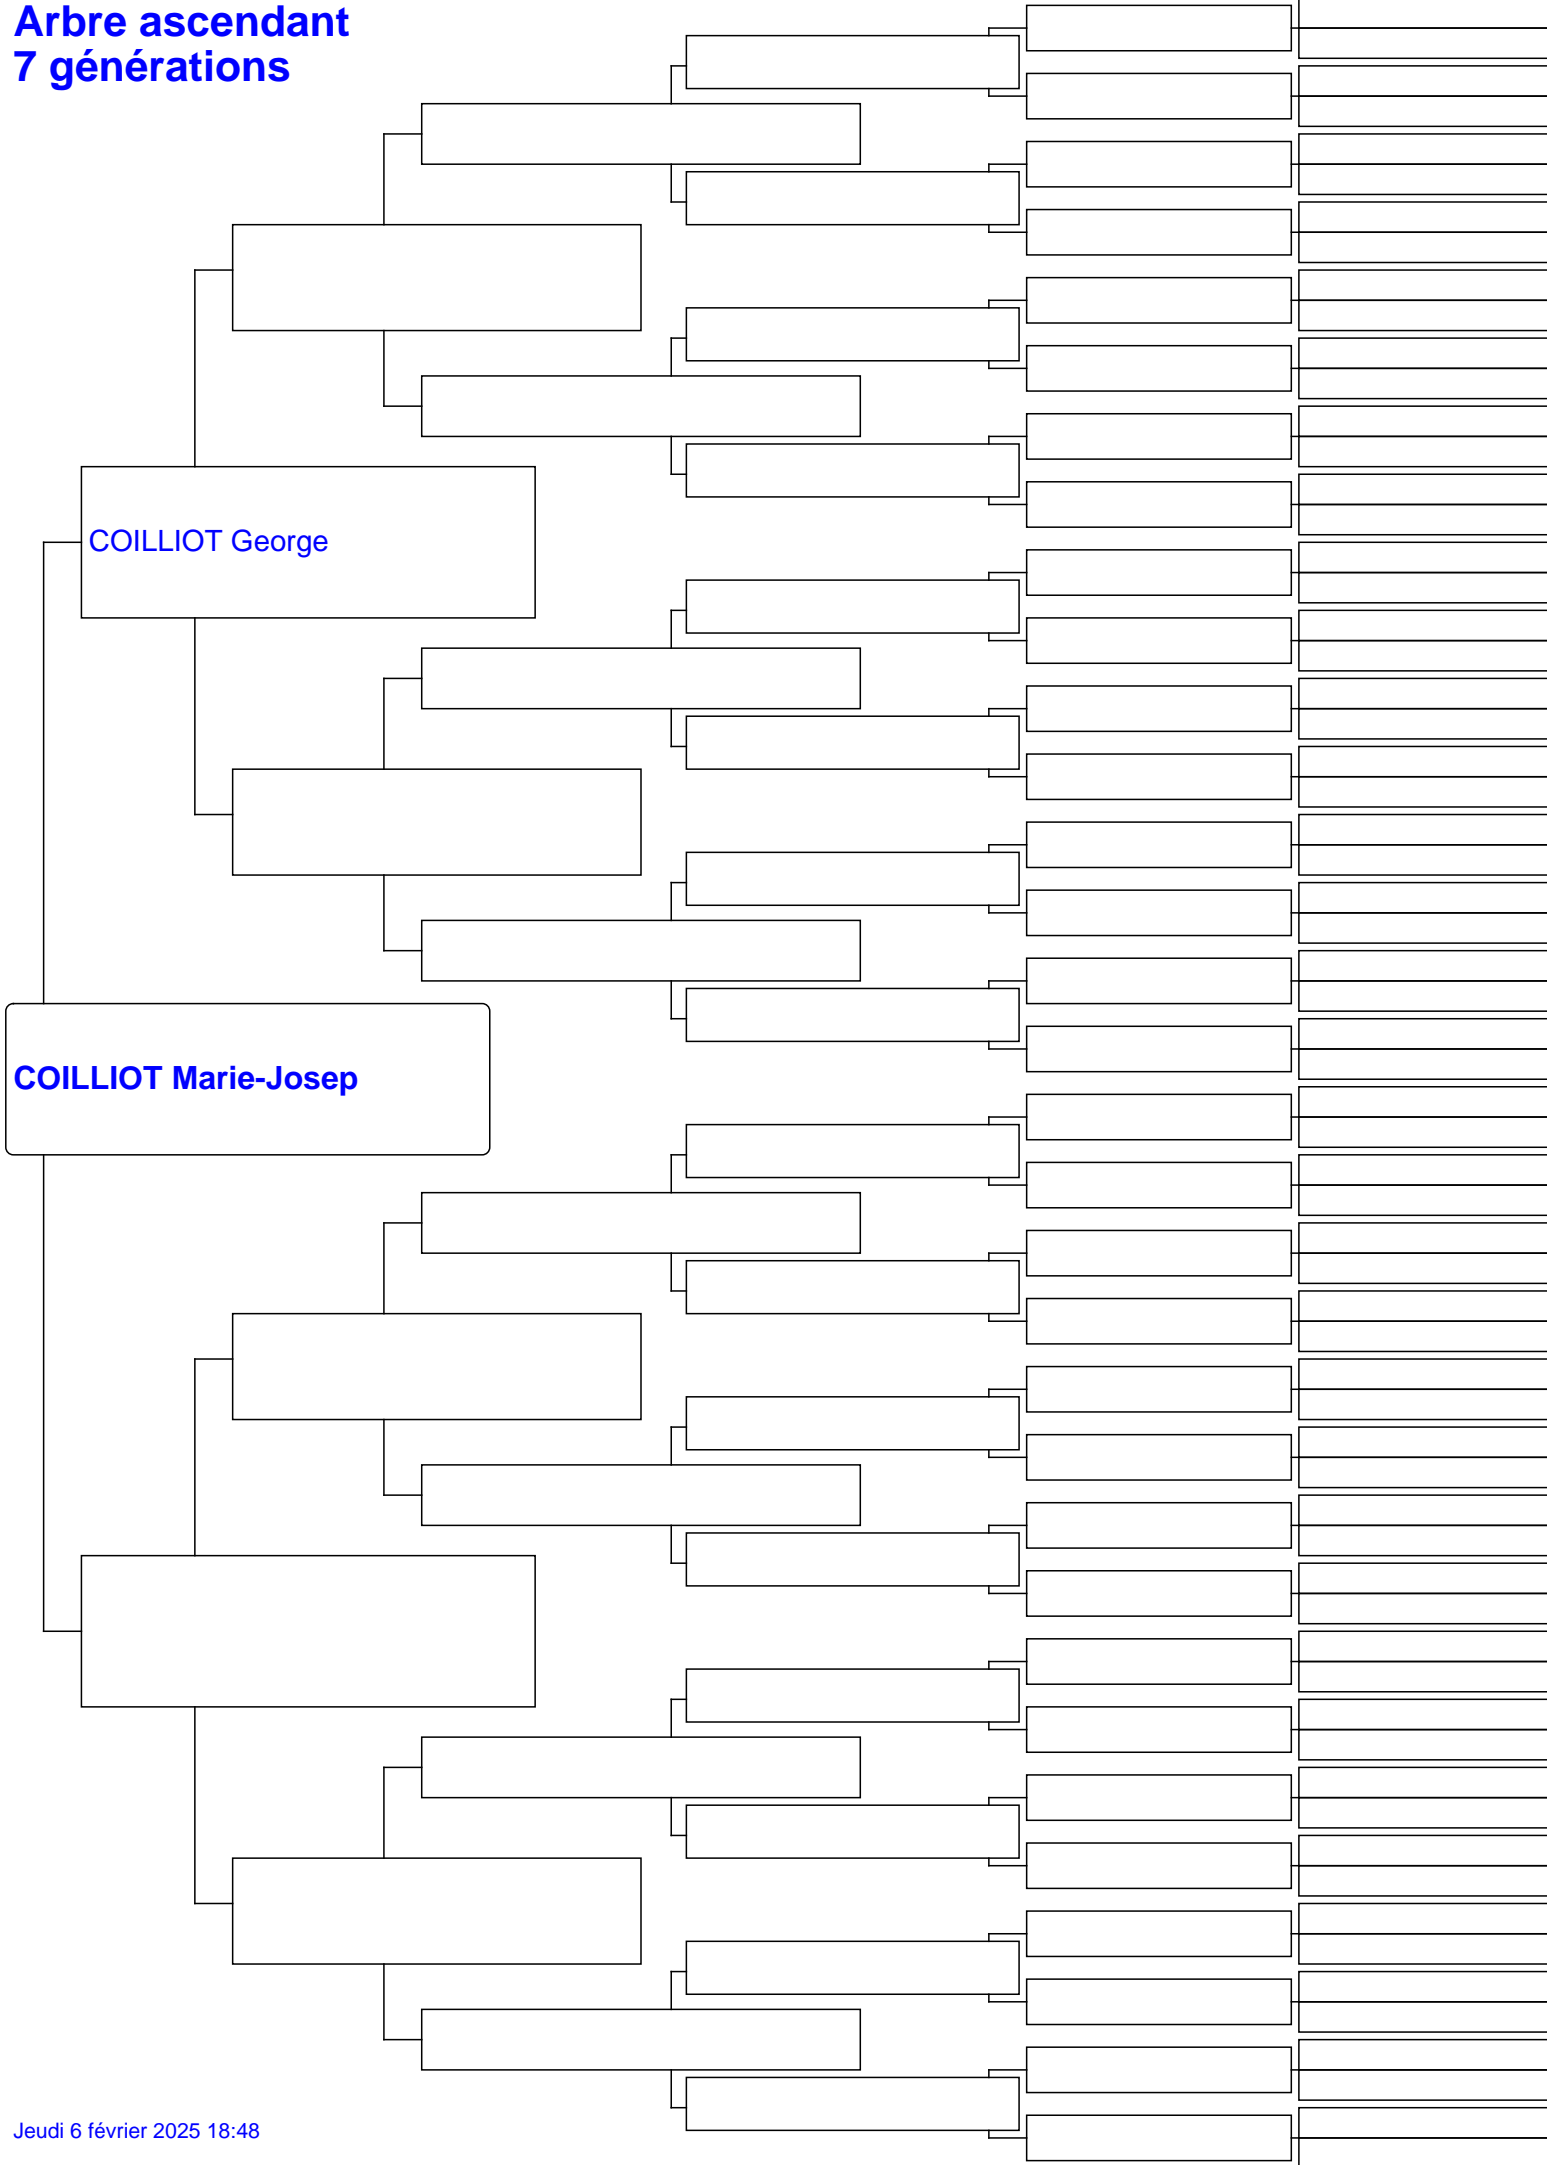 Arbre ascendant
7 générations
COILLIOT George
COILLIOT Marie-Josep
Jeudi 6 février 2025 18:48